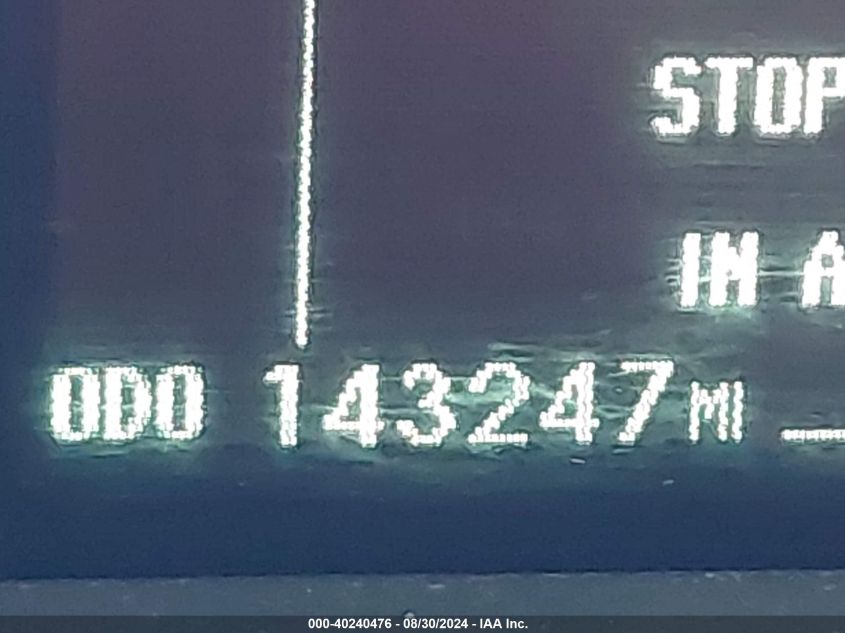 STOP
IN A
ODO 143247 MI
000-40240476 - 08/30/2024 - IAA Inc.